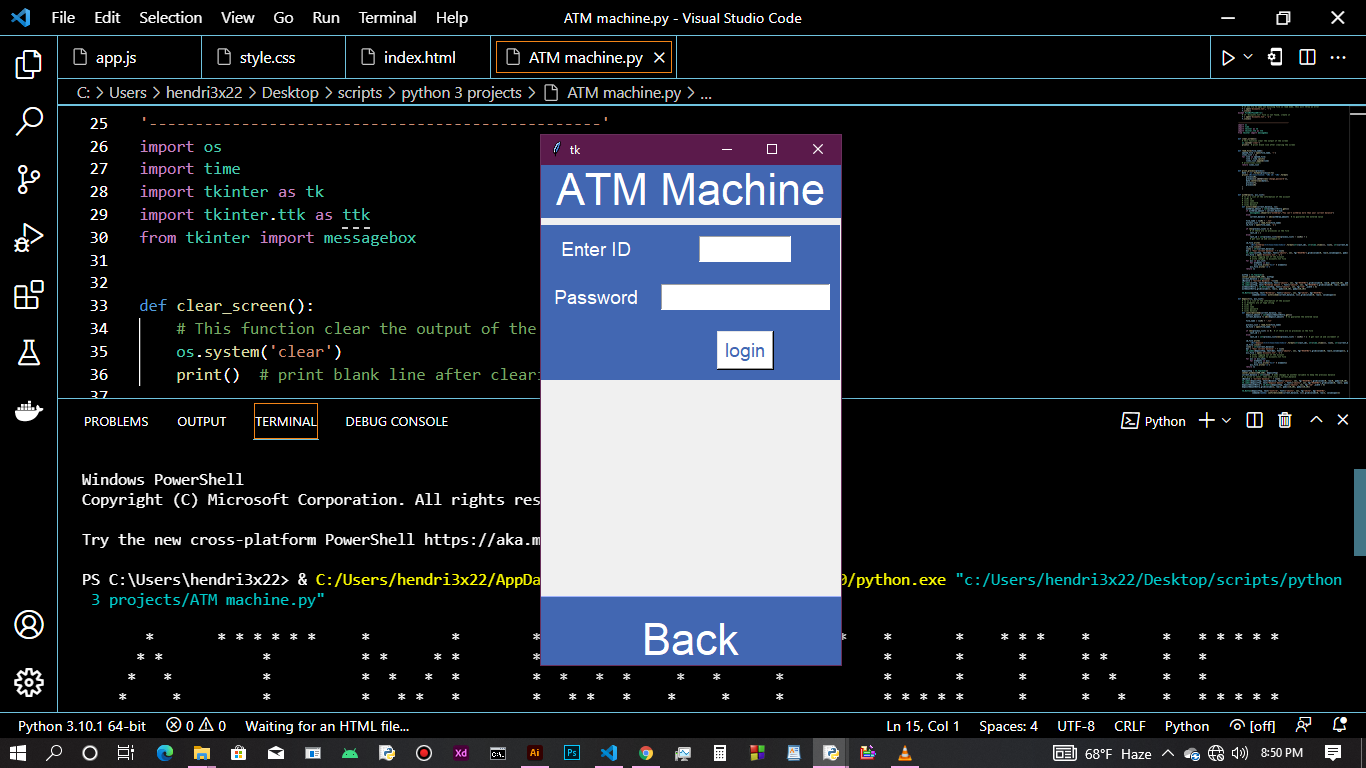 File Edit Selection View Go Run Terminal Help ATM machine.py - Visual Studio Code
app.js style.css index.html ATM machine.py
C: > Users > hendri3x22 > Desktop > scripts > python 3 projects > ATM machine.py > ...
25 '-------------------------------------------------'
26 import os
27 import time
28 import tkinter as tk
29 import tkinter.ttk as ttk
30 from tkinter import messagebox
31
32
33 def clear_screen():
34 # This function clear the output of the
35 os.system('clear')
36 print() # print blank line after cleari
37
tk
ATM Machine
Enter ID
Password
login
Back
PROBLEMS OUTPUT TERMINAL DEBUG CONSOLE Python
Windows PowerShell
Copyright (C) Microsoft Corporation. All rights res
Try the new cross-platform PowerShell https://aka.m
PS C:\Users\hendri3x22> & C:/Users/hendri3x22/AppDa 0/python.exe "c:/Users/hendri3x22/Desktop/scripts/python
3 projects/ATM machine.py"
Python 3.10.1 64-bit 0 0 Waiting for an HTML file... Ln 15, Col 1 Spaces: 4 UTF-8 CRLF Python [off]
Xd Ai Ps 68°F Haze 8:50 PM